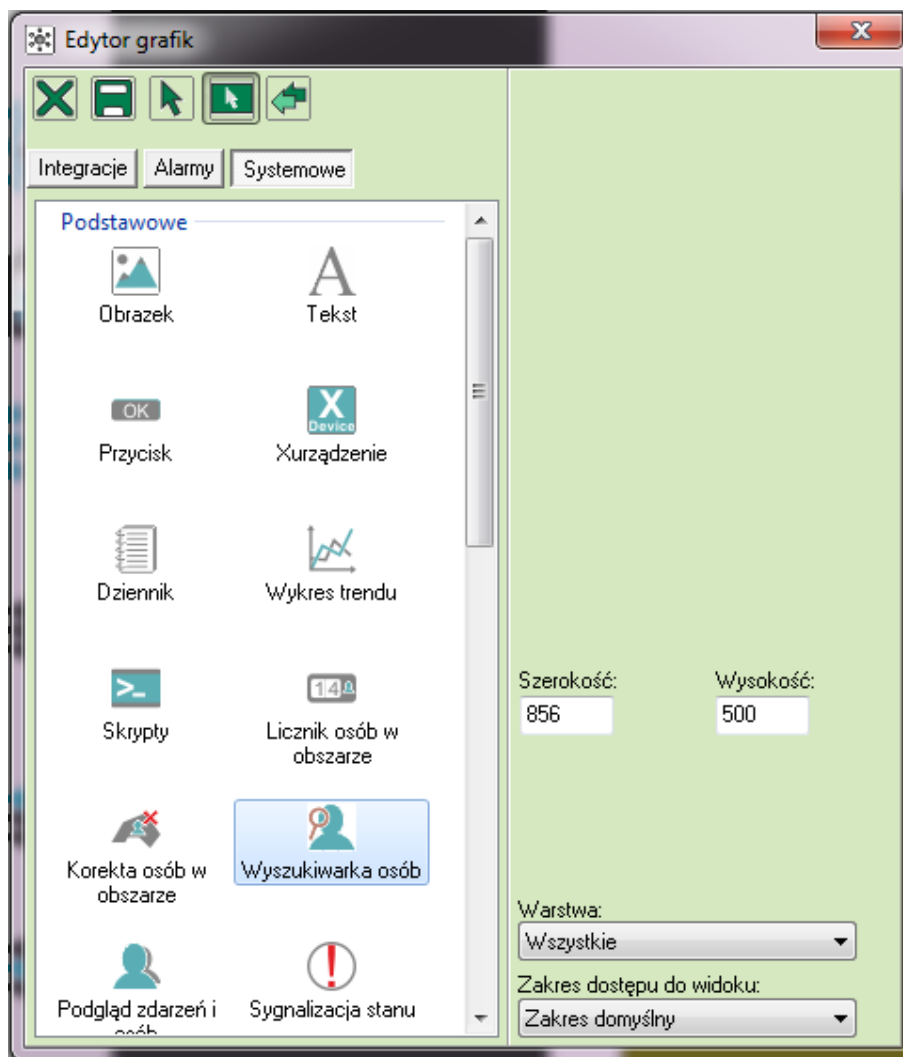 Edytor grafik
Integracje Alarmy Systemowe
Podstawowe
Obrazek Tekst
OK X
Device
Przycisk Xurządzenie
Dziennik Wykres trendu
>_ 14
Skrypty Licznik osób w
obszarze
Korekta osób w
obszarze
Wyszukiwarka osób
Podgląd zdarzeń i
osób
Sygnalizacja stanu
Szerokość: Wysokość:
856 500
Warstwa:
Wszystkie
Zakres dostępu do widoku:
Zakres domyślny